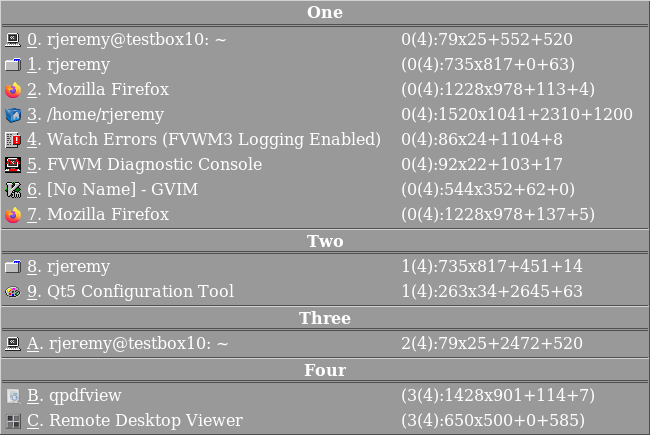 One
0. rjeremy@testbox10: ~ 0(4):79x25+552+520
1. rjeremy (0(4):735x817+0+63)
2. Mozilla Firefox (0(4):1228x978+113+4)
3. /home/rjeremy 0(4):1520x1041+2310+1200
4. Watch Errors (FVWM3 Logging Enabled) 0(4):86x24+1104+8
5. FVWM Diagnostic Console 0(4):92x22+103+17
6. [No Name] - GVIM (0(4):544x352+62+0)
7. Mozilla Firefox (0(4):1228x978+137+5)
Two
8. rjeremy 1(4):735x817+451+14
9. Qt5 Configuration Tool 1(4):263x34+2645+63
Three
A. rjeremy@testbox10: ~ 2(4):79x25+2472+520
Four
B. qpdfview (3(4):1428x901+114+7)
C. Remote Desktop Viewer (3(4):650x500+0+585)